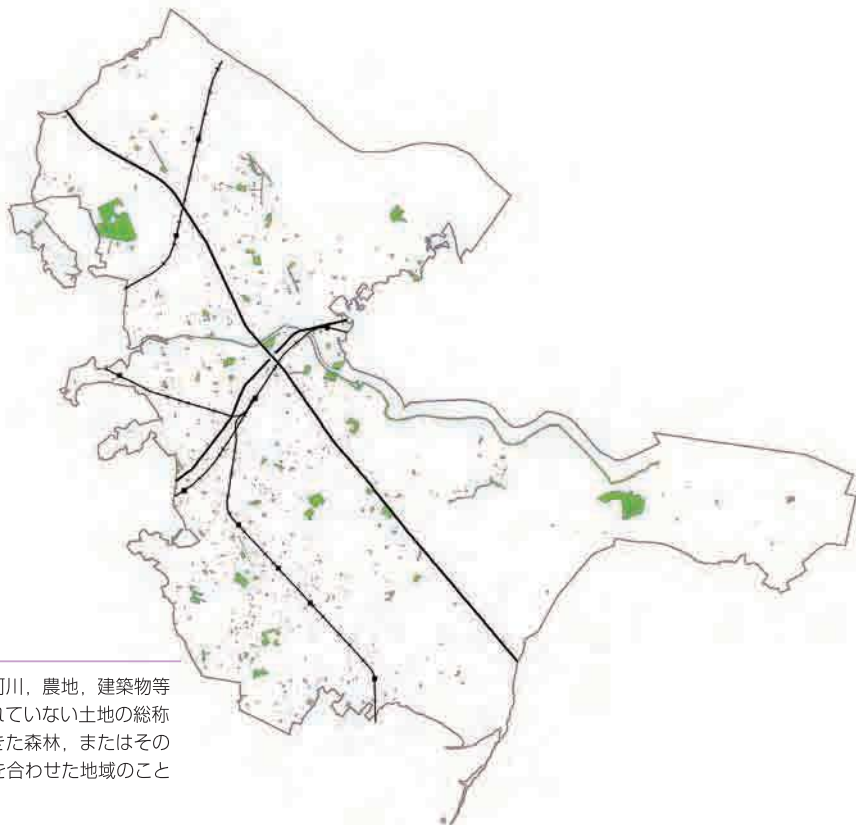 河川，農地，建築物等
れていない土地の総称
きた森林，またはその
を合わせた地域のこと